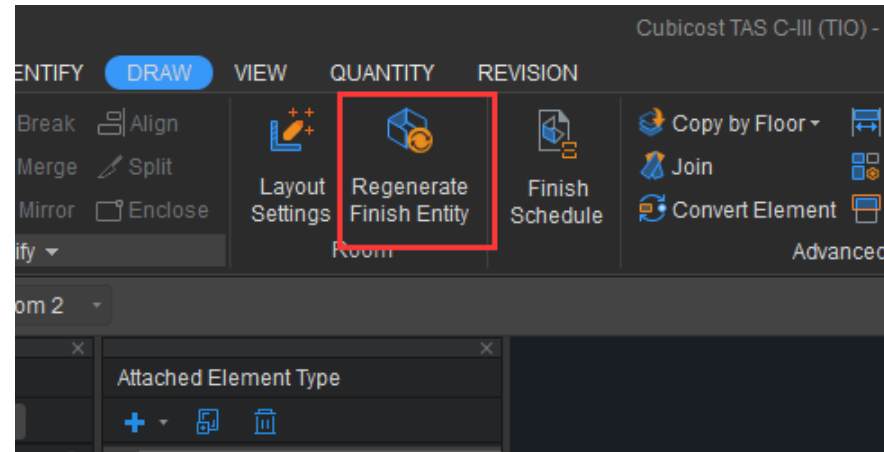 Cubicost TAS C-III (TIO) -
ENTIFY DRAW VIEW QUANTITY REVISION
Break Align
Merge Split
Mirror Enclose
ify
Layout Settings
Regenerate Finish Entity
Room
Finish Schedule
Copy by Floor
Join
Convert Element
Advanced
om 2
Attached Element Type